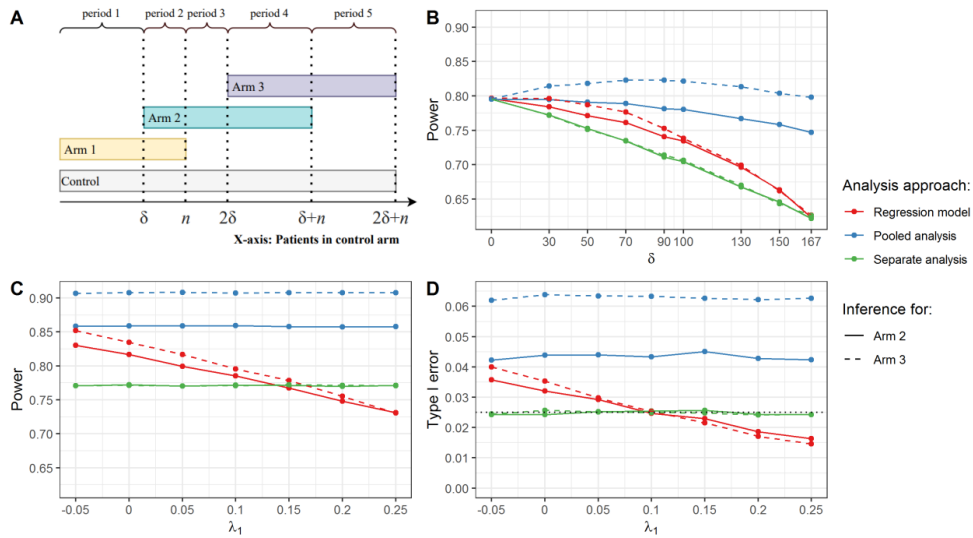 A
period 1 period 2 period 3 period 4 period 5
Arm 3
Arm 2
Arm 1
Control
δ n 2δ δ+n 2δ+n
X-axis: Patients in control arm
B
0.90
0.85
0.80
0.75
0.70
0.65
Power
0 30 50 70 90 100 130 150 167
δ
Analysis approach:
Regression model
Pooled analysis
Separate analysis
Inference for:
Arm 2
Arm 3
C
0.90
0.85
0.80
0.75
0.70
0.65
Power
-0.05 0 0.05 0.1 0.15 0.2 0.25
λ1
D
0.06
0.05
0.04
0.03
0.02
0.01
0.00
Type I error
-0.05 0 0.05 0.1 0.15 0.2 0.25
λ1